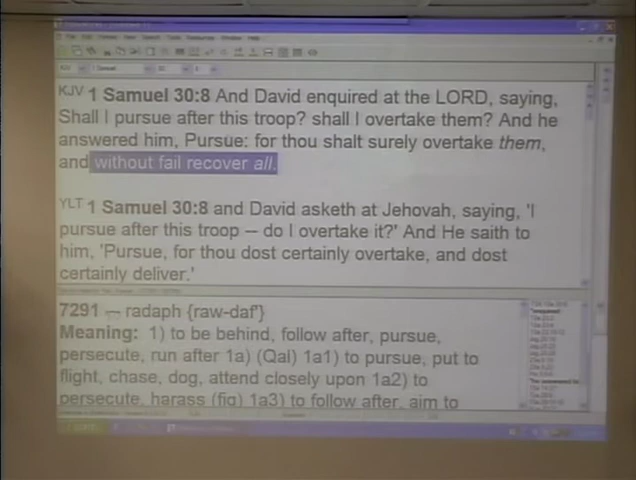 KJV 1 Samuel 30:8 And David enquired at the LORD, saying,
Shall I pursue after this troop? shall I overtake them? And he
answered him, Pursue: for thou shalt surely overtake them,
and without fail recover all.
YLT 1 Samuel 30:8 and David asketh at Jehovah, saying, 'I
pursue after this troop -- do I overtake it?' And He saith to
him, 'Pursue, for thou dost certainly overtake, and dost
certainly deliver.'
7291 — radaph {raw-daf'}
Meaning: 1) to be behind, follow after, pursue,
persecute, run after 1a) (Qal) 1a1) to pursue, put to
flight, chase, dog, attend closely upon 1a2) to
persecute, harass (fig) 1a3) to follow after, aim to